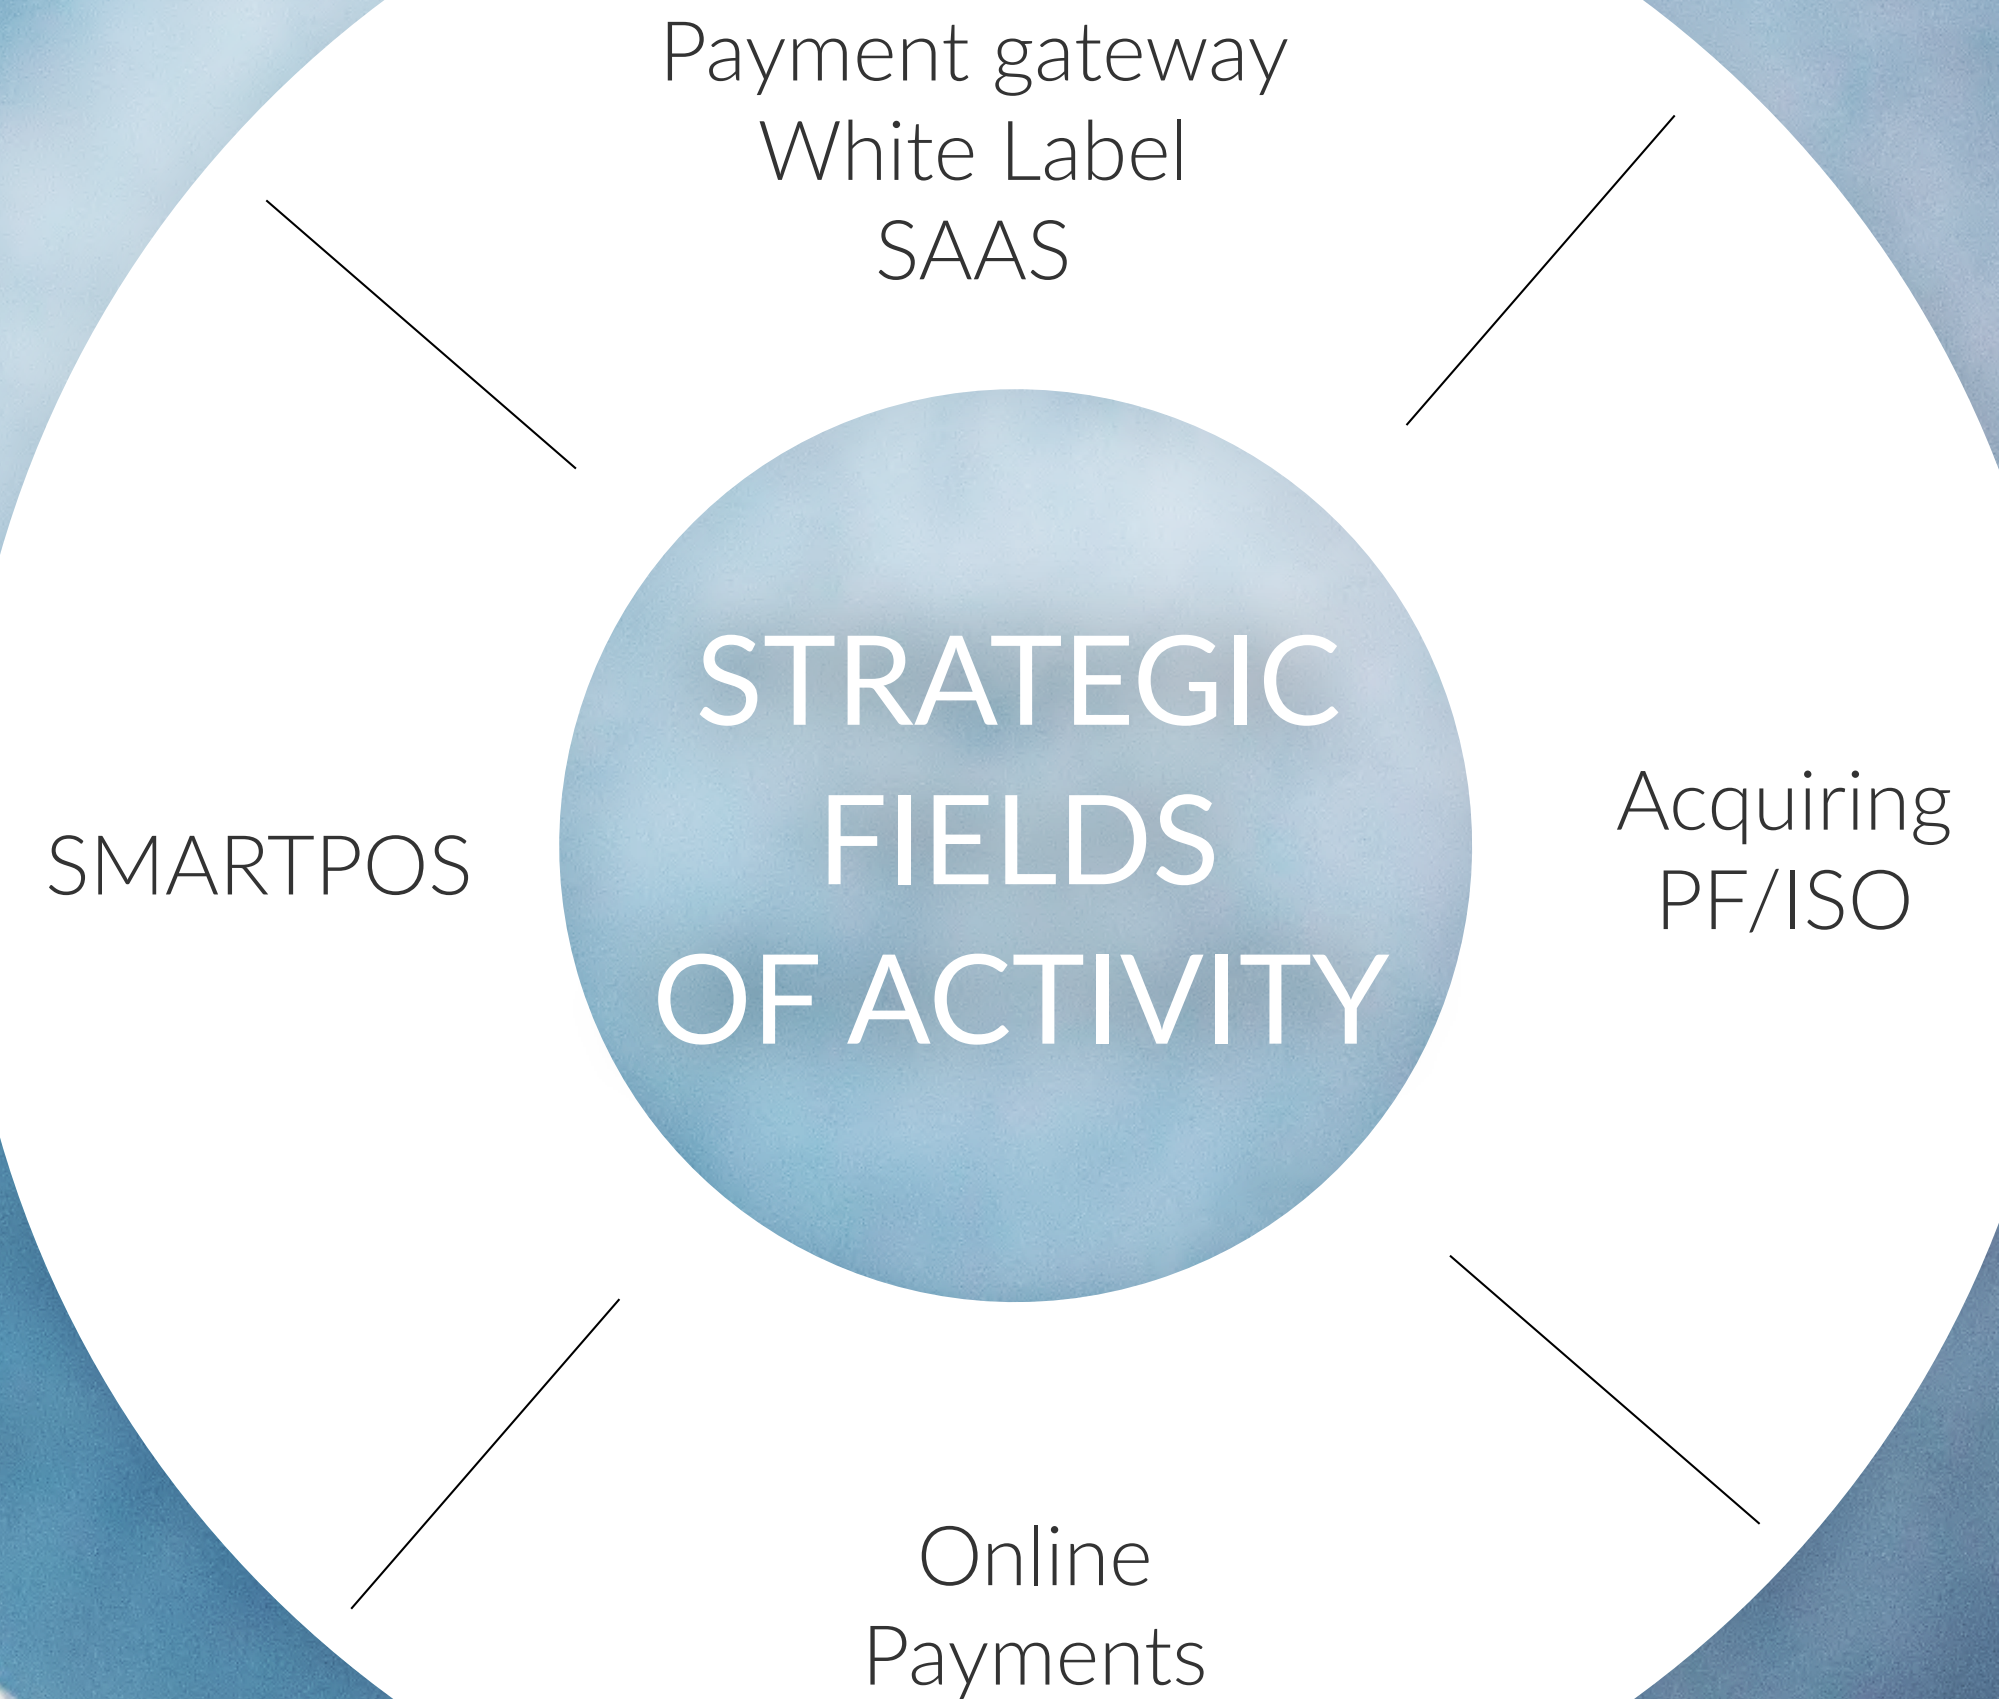 Payment gateway
White Label
SAAS
STRATEGIC
FIELDS
OF ACTIVITY
SMARTPOS
Acquiring
PF/ISO
Online
Payments